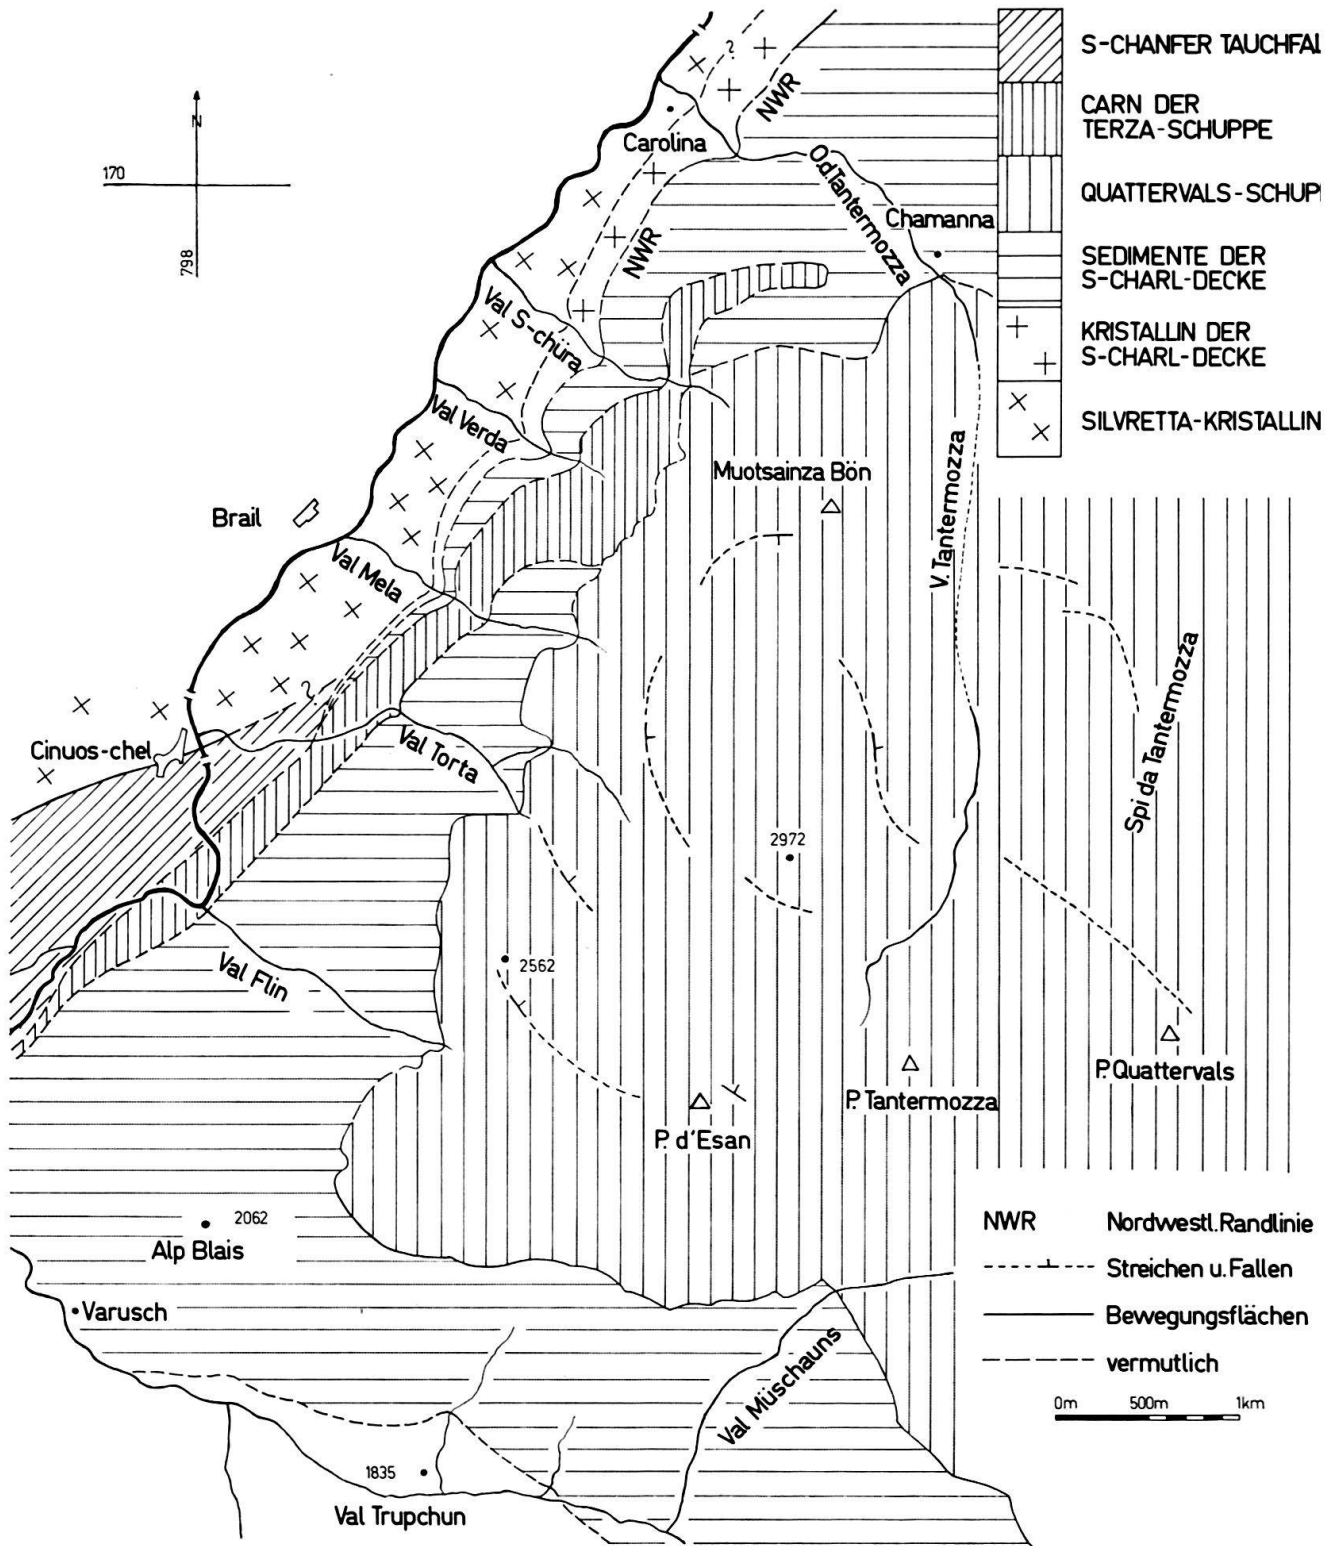 S-CHANFER TAUCHFAL
CARN DER
TERZA-SCHUPPE
QUATTERVALS-SCHUP
SEDIMENTE DER
S-CHARL-DECKE
KRISTALLIN DER
S-CHARL-DECKE
SILVRETTA-KRISTALLIN
N
170
798
?
NWR
Carolina
O.d.Tantermozza
Chamanna
NWR
Val S-chüra
Val Verda
Muotsainza Bön
V. Tantermozza
Brail
Val Mela
Spi da Tantermozza
?
Cinuos-chel
Val Torta
2972
2562
Val Flin
P. Quattervals
P. Tantermozza
P. d'Esan
2062
Alp Blais
Varusch
Val Müschauns
1835
Val Trupchun
NWR Nordwestl. Randlinie
Streichen u. Fallen
Bewegungsflächen
vermutlich
0m 500m 1km